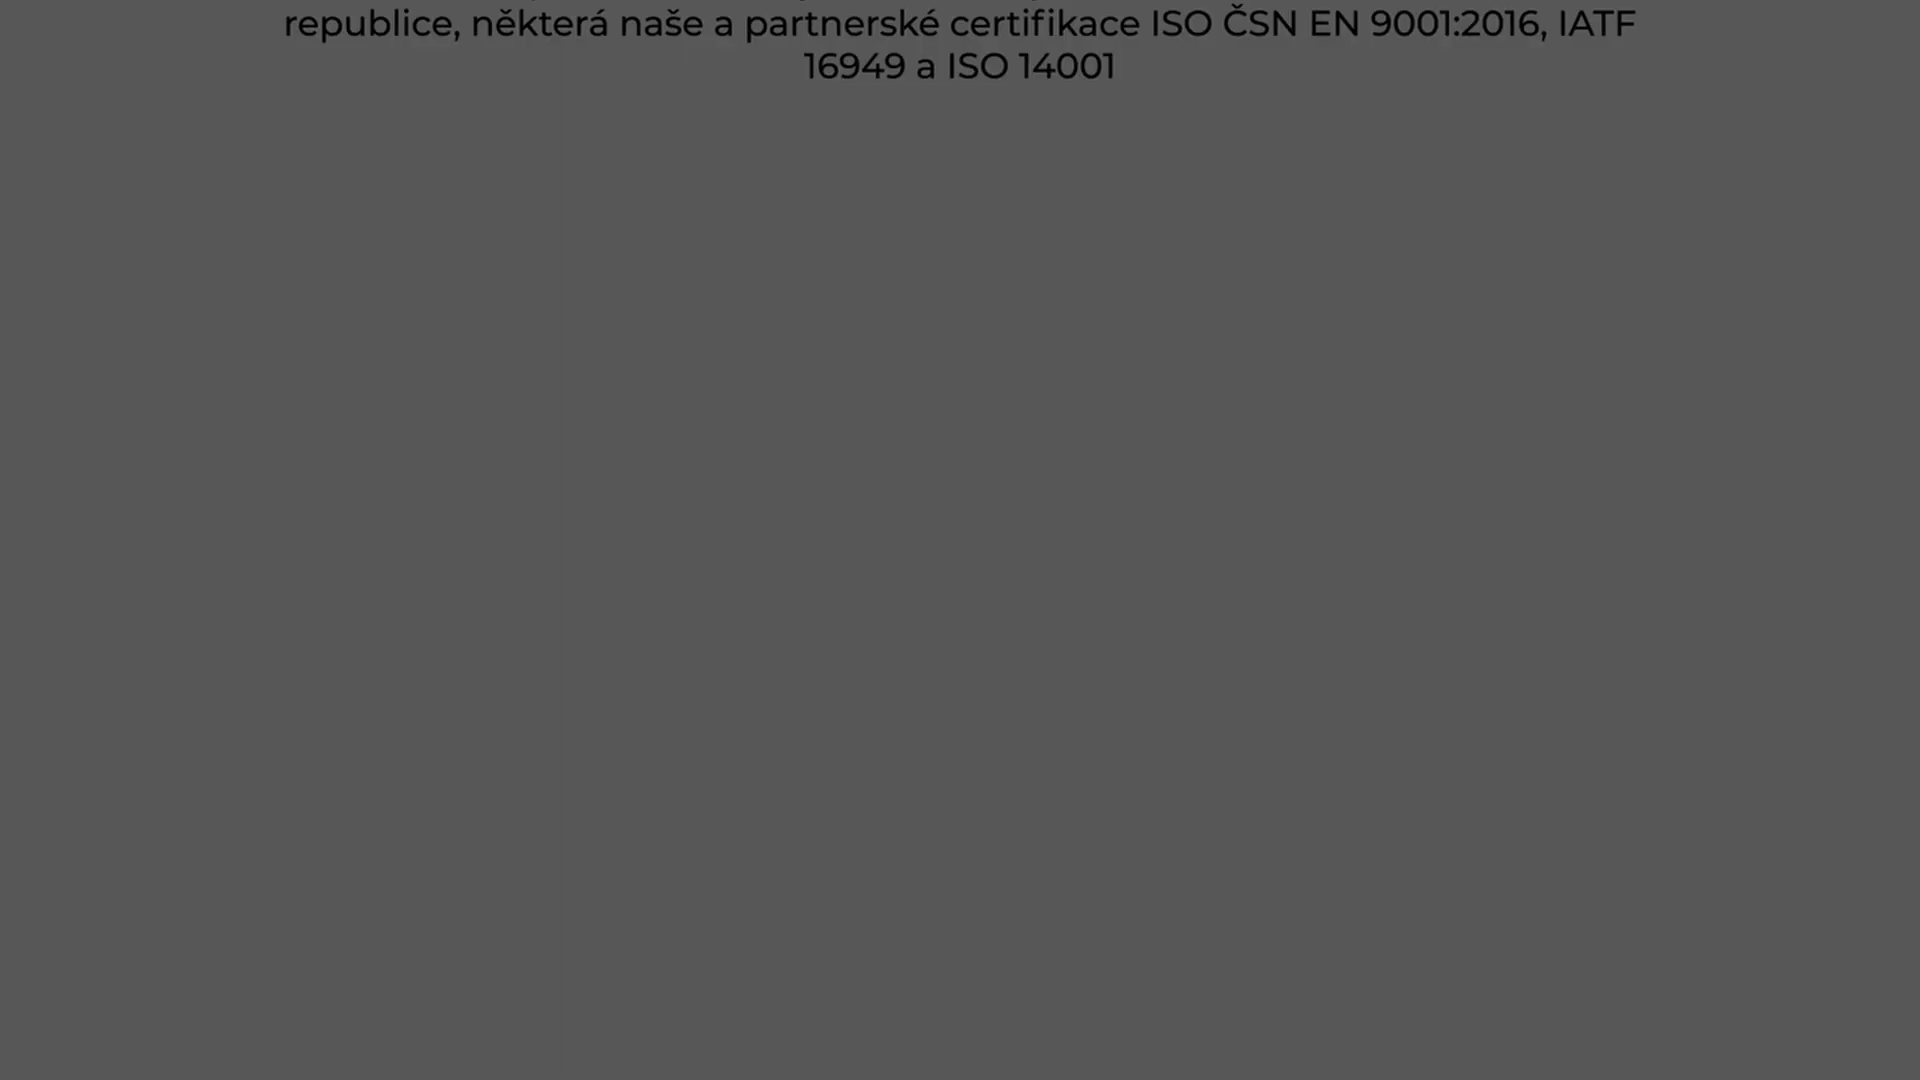 republice, některá naše a partnerské certifikace ISO ČSN EN 9001:2016, IATF
16949 a ISO 14001